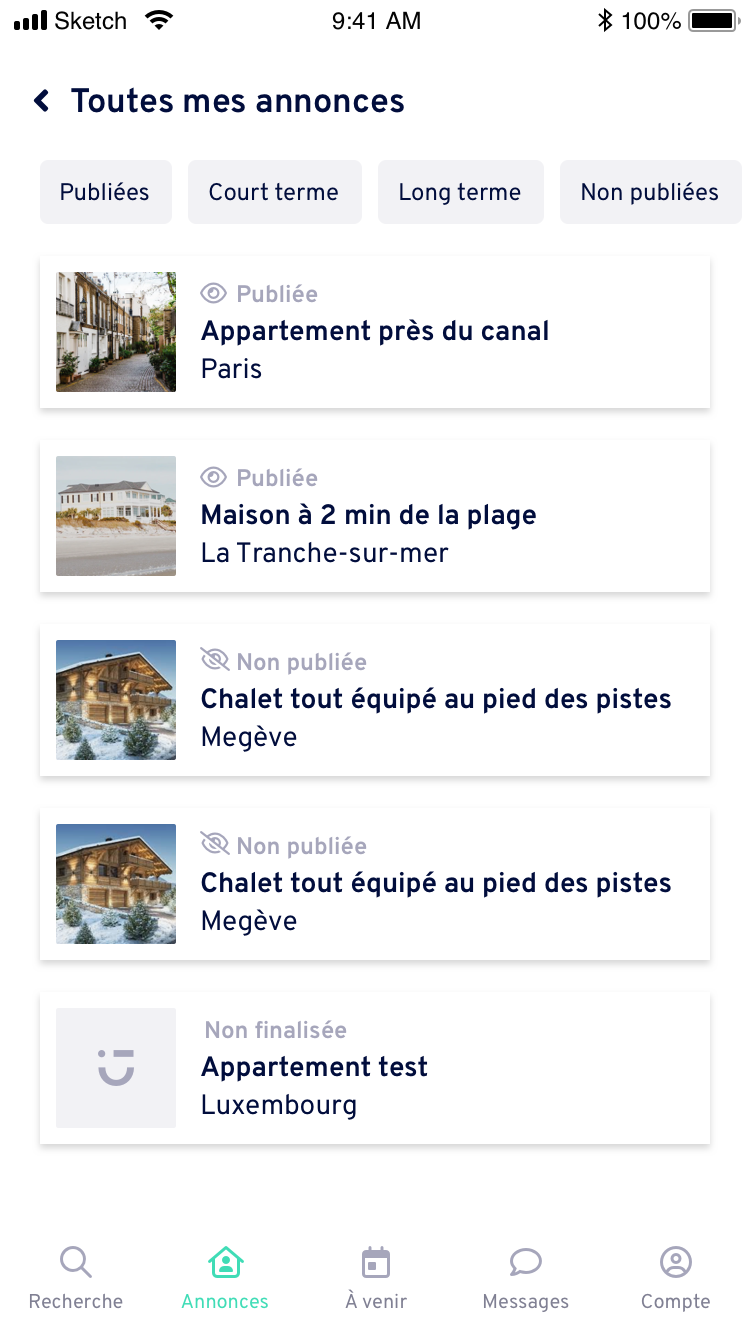 Sketch 9:41 AM 100%
Toutes mes annonces
Publiées Court terme Long terme Non publiées
Publiée
Appartement près du canal
Paris
Publiée
Maison à 2 min de la plage
La Tranche-sur-mer
Non publiée
Chalet tout équipé au pied des pistes
Megève
Non publiée
Chalet tout équipé au pied des pistes
Megève
Non finalisée
Appartement test
Luxembourg
Recherche Annonces À venir Messages Compte